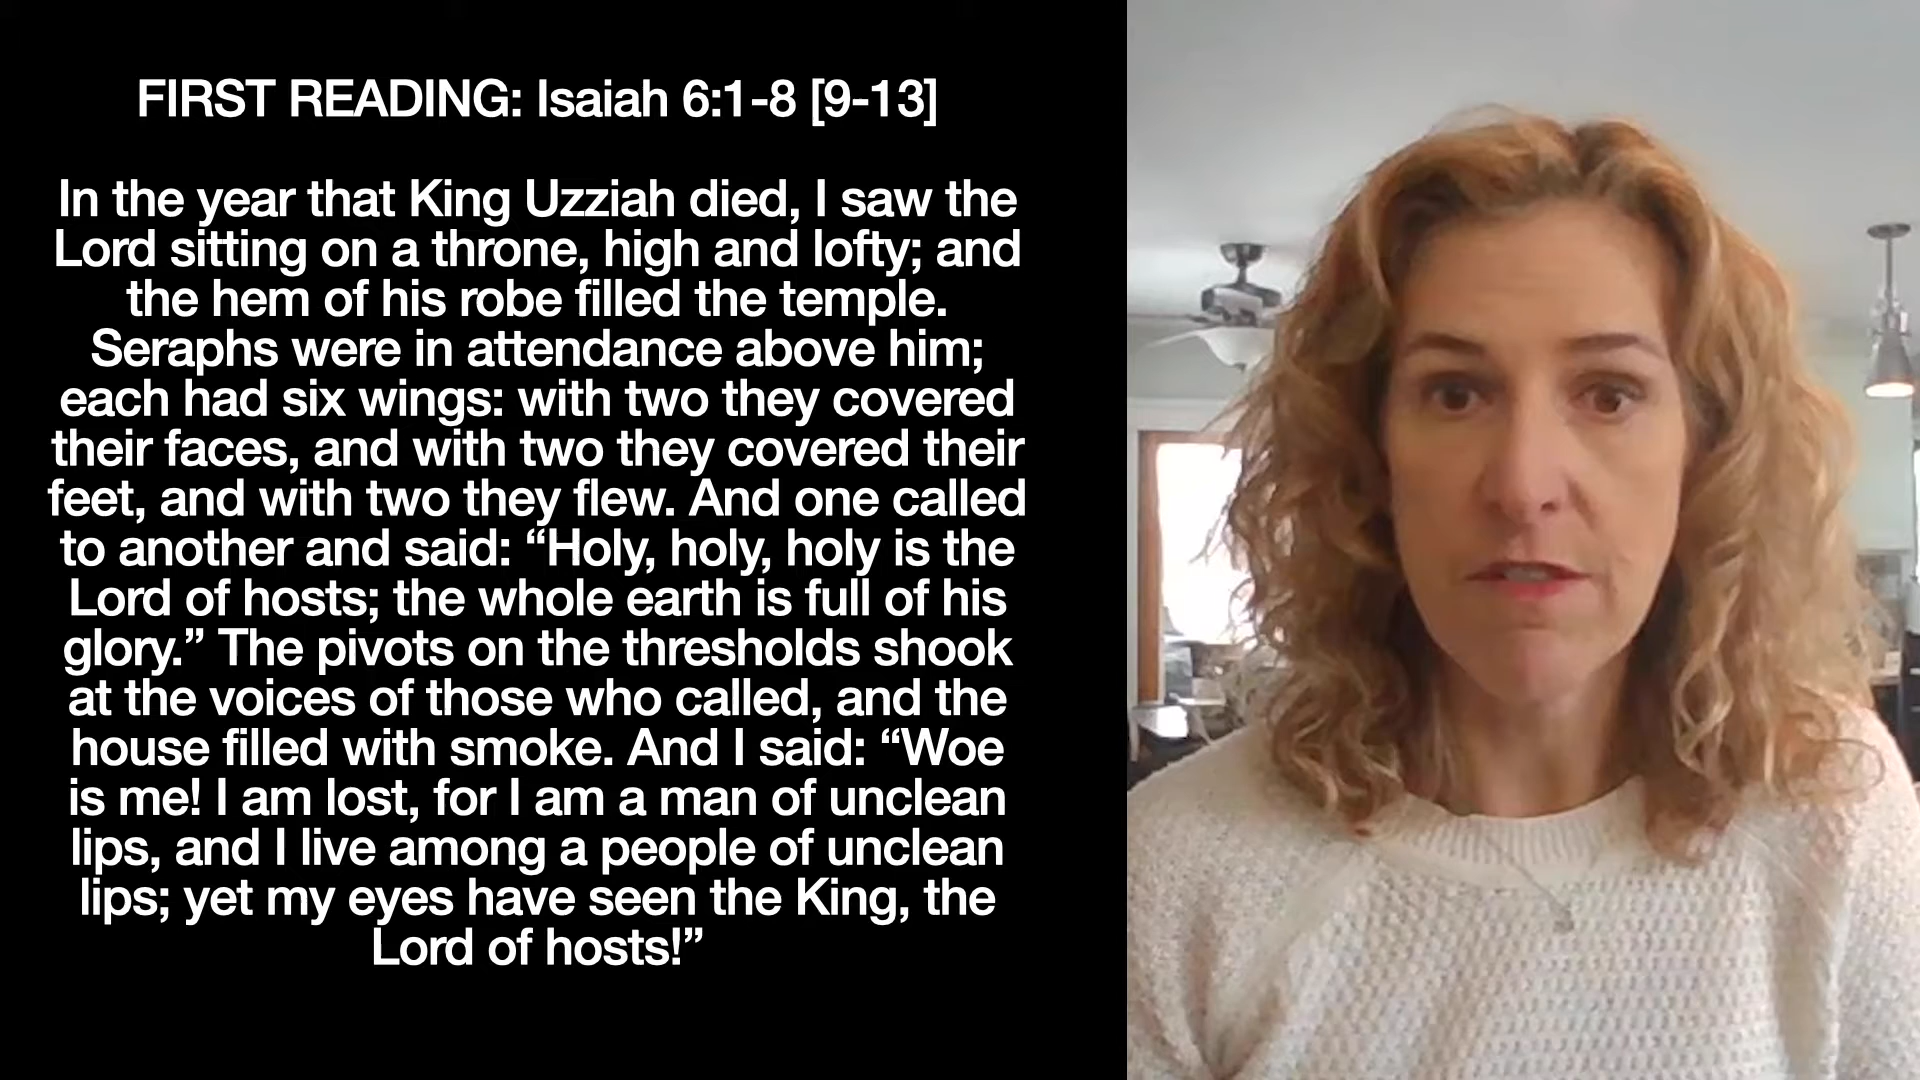 FIRST READING: Isaiah 6:1-8 [9-13]
In the year that King Uzziah died, I saw the
Lord sitting on a throne, high and lofty; and
the hem of his robe filled the temple.
Seraphs were in attendance above him;
each had six wings: with two they covered
their faces, and with two they covered their
feet, and with two they flew. And one called
to another and said: “Holy, holy, holy is the
Lord of hosts; the whole earth is full of his
glory.” The pivots on the thresholds shook
at the voices of those who called, and the
house filled with smoke. And I said: “Woe
is me! I am lost, for I am a man of unclean
lips, and I live among a people of unclean
lips; yet my eyes have seen the King, the
Lord of hosts!”